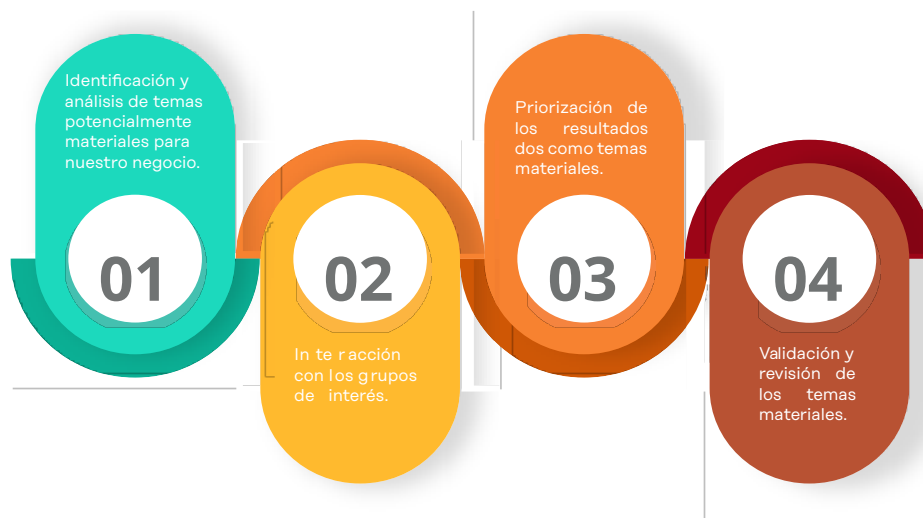 Identificación y
análisis de temas
potencialmente
materiales para
nuestro negocio.
01
02
In te r acción
con los grupos
de interés.
Priorización de
los resultados
dos como temas
materiales.
03
04
Validación y
revisión de
los temas
materiales.